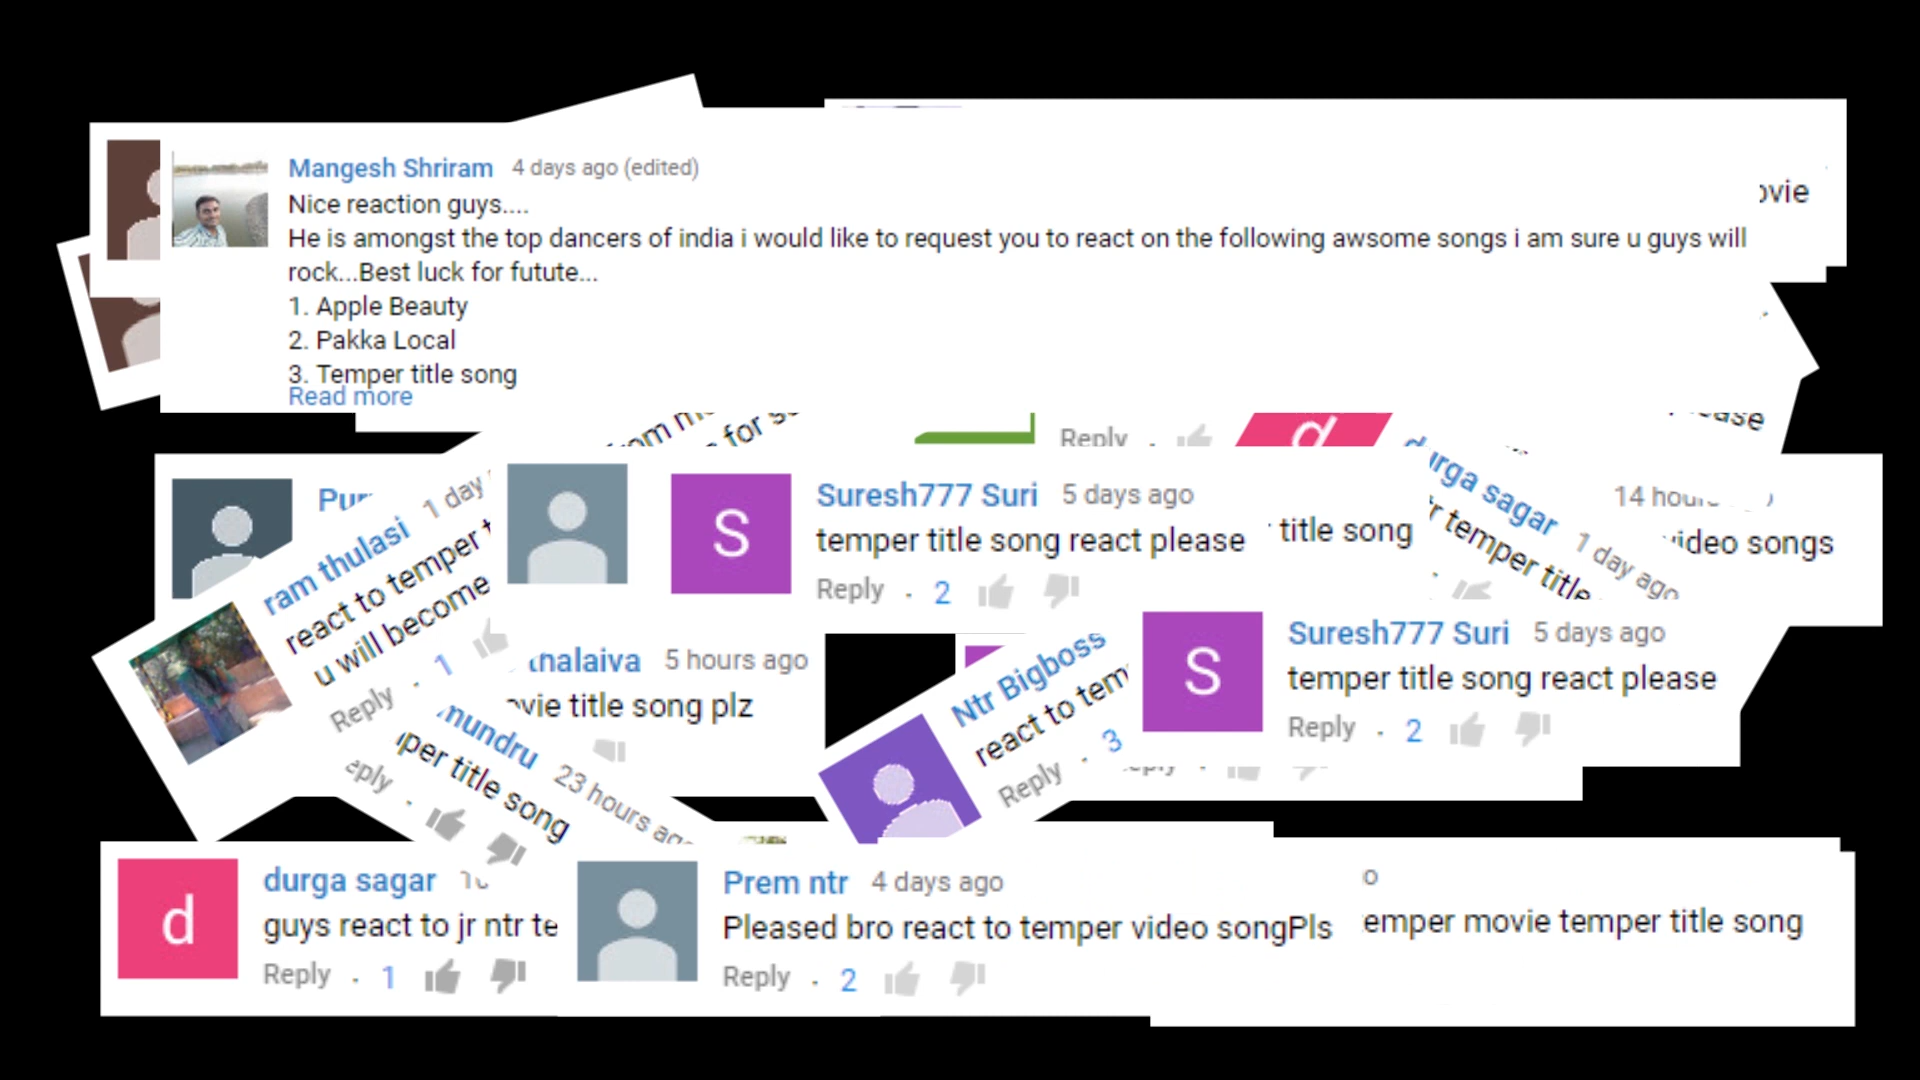 ovie
Mangesh Shriram 4 days ago (edited)
Nice reaction guys....
He is amongst the top dancers of india i would like to request you to react on the following awsome songs i am sure u guys will
rock...Best luck for futute...
1. Apple Beauty
2. Pakka Local
3. Temper title song
Read more
for
Reply
d
durga sagar 1 day ago
temper title
14
video songs
ram thulasi 1 day
react to temper t
u will become
Reply · 1
S
Suresh777 Suri 5 days ago
temper title song react please
Reply · 2
title song
thalaiva 5 hours ago
ovie title song plz
mundru 23 hours ago
per title song
eply ·
Ntr Bigboss
react to tem
Reply · 3
S
Suresh777 Suri 5 days ago
temper title song react please
Reply · 2
d
durga sagar
guys react to jr ntr te
Reply · 1
Prem ntr 4 days ago
Pleased bro react to temper video songPls
Reply · 2
o
emper movie temper title song